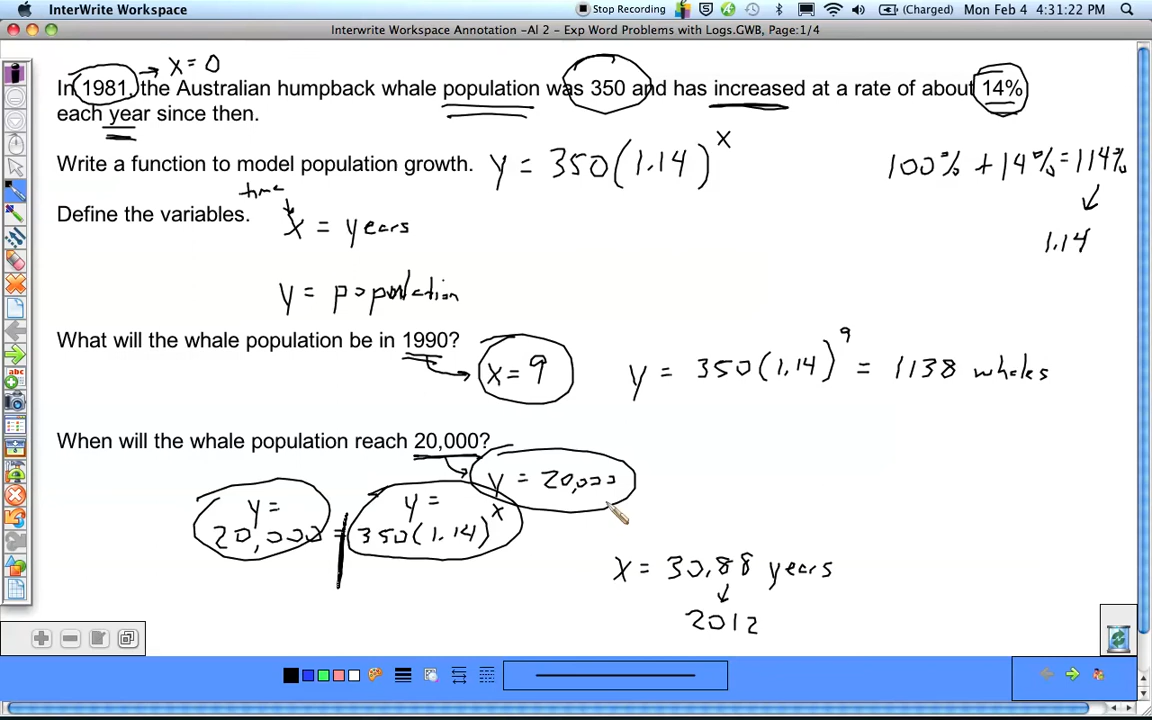 InterWrite Workspace
Stop Recording
(Charged) Mon Feb 4 4:31:22 PM
Interwrite Workspace Annotation -Al 2 - Exp Word Problems with Logs.GWB, Page:1/4
x = 0
In 1981, the Australian humpback whale population was 350 and has increased at a rate of about 14%
each year since then.
Write a function to model population growth. y = 350(1.14)^x
100% + 14% = 114%
1.14
time
Define the variables.
x = years
y = population
What will the whale population be in 1990?
x = 9
y = 350(1.14)^9 = 1138 whales
When will the whale population reach 20,000?
y = 20,000
y = y =
20,000 = 350(1.14)^x
x = 30.88 years
2012
abc